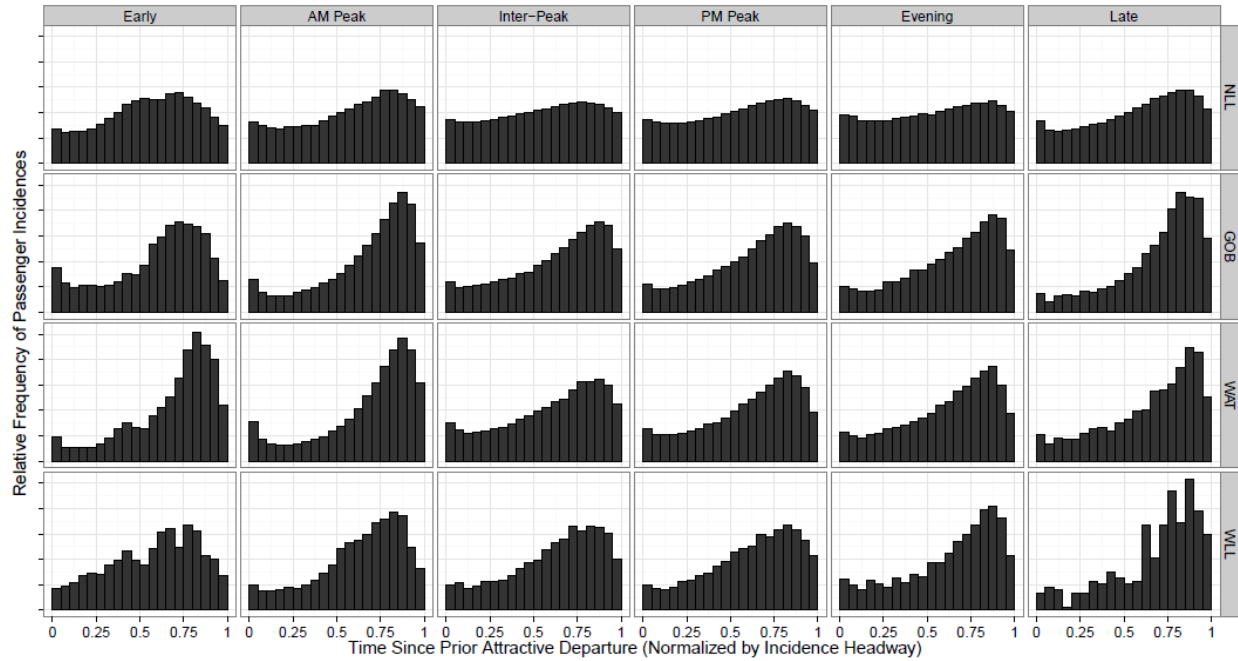 Early AM Peak Inter-Peak PM Peak Evening Late
NLL
GOB
WAT
WLL
Relative Frequency of Passenger Incidences
0 0.25 0.5 0.75 1 0 0.25 0.5 0.75 1 0 0.25 0.5 0.75 1 0 0.25 0.5 0.75 1 0 0.25 0.5 0.75 1 0 0.25 0.5 0.75 1
Time Since Prior Attractive Departure (Normalized by Incidence Headway)